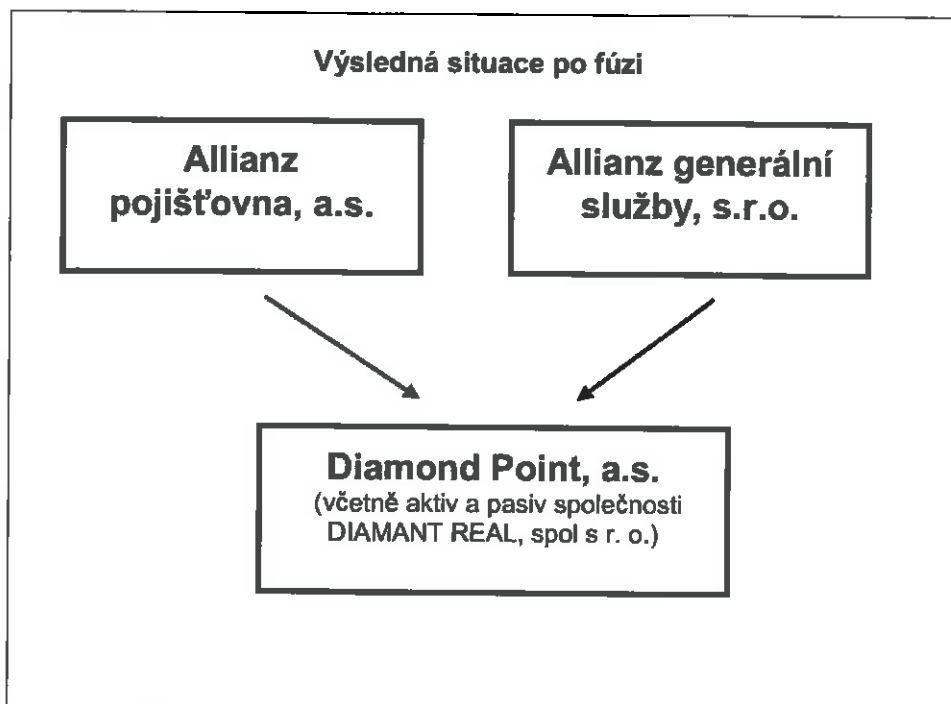 Výsledná situace po fúzi
Allianz
pojišťovna, a.s.
Allianz generální
služby, s.r.o.
Diamond Point, a.s.
(včetně aktiv a pasiv společnosti
DIAMANT REAL, spol s r. o.)